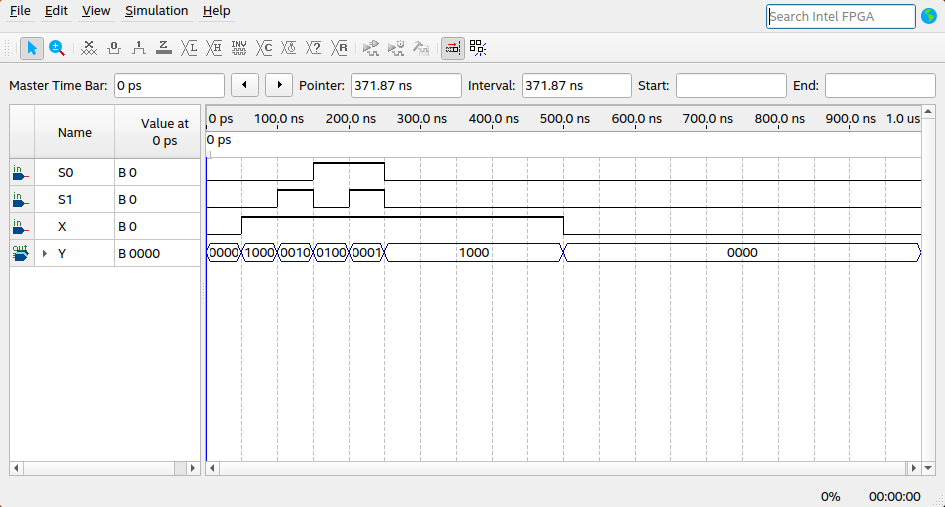 File Edit View Simulation Help
Search Intel FPGA
Master Time Bar: 0 ps Pointer: 371.87 ns Interval: 371.87 ns Start: End:
Name Value at
0 ps
0 ps 100.0 ns 200.0 ns 300.0 ns 400.0 ns 500.0 ns 600.0 ns 700.0 ns 800.0 ns 900.0 ns 1.0 us
0 ps
in S0 B 0
in S1 B 0
in X B 0
out Y B 0000 0000 1000 0010 0100 0001 1000 0000
0% 00:00:00